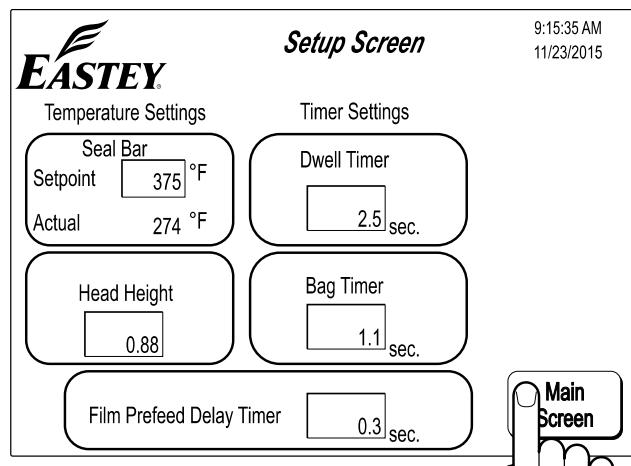 EASTEY®
Setup Screen
9:15:35 AM
11/23/2015
Temperature Settings
Timer Settings
Seal Bar
Setpoint 375 °F
Actual 274 °F
Dwell Timer
2.5 sec.
Head Height
0.88
Bag Timer
1.1 sec.
Film Prefeed Delay Timer 0.3 sec.
Main
Screen